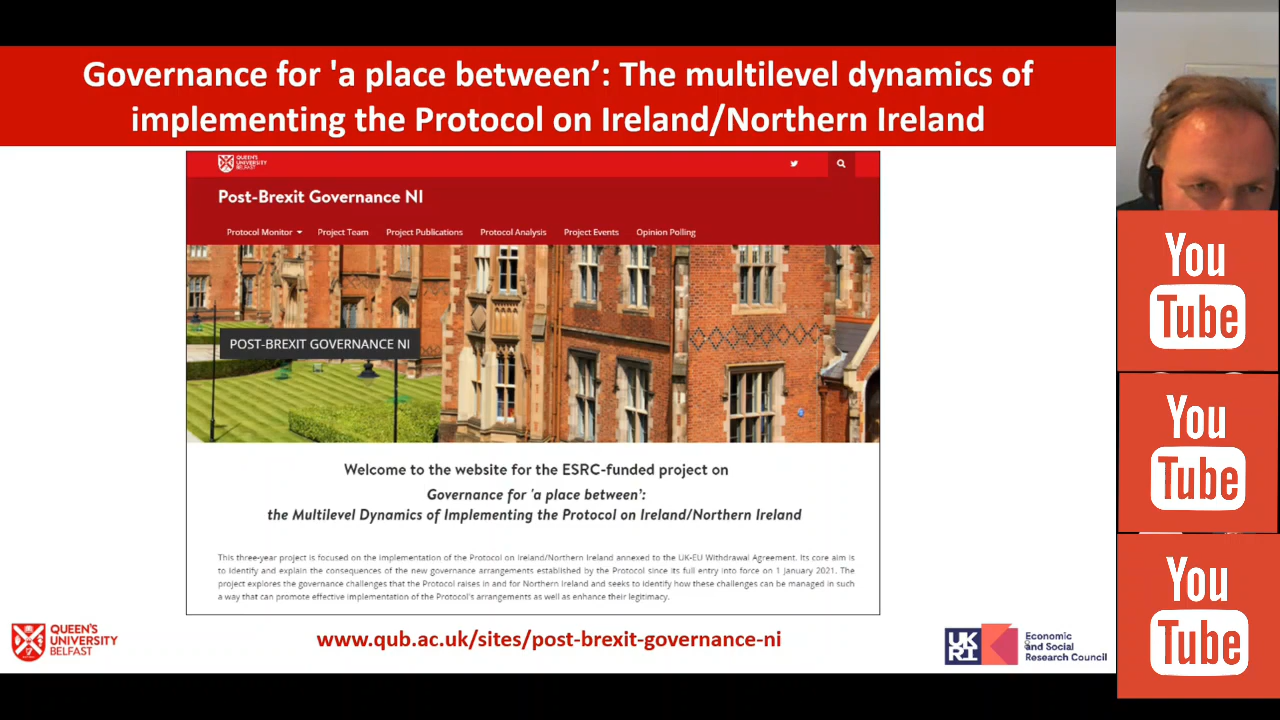 Governance for 'a place between’: The multilevel dynamics of
implementing the Protocol on Ireland/Northern Ireland
QUEEN'S
UNIVERSITY
BELFAST
Post-Brexit Governance NI
Protocol Monitor
Project Team
Project Publications
Protocol Analysis
Project Events
Opinion Polling
POST-BREXIT GOVERNANCE NI
Welcome to the website for the ESRC-funded project on
Governance for 'a place between':
the Multilevel Dynamics of Implementing the Protocol on Ireland/Northern Ireland
This three-year project is focused on the implementation of the Protocol on Ireland/Northern Ireland annexed to the UK-EU Withdrawal Agreement. Its core aim is
to identify and explain the consequences of the new governance arrangements established by the Protocol since its full entry into force on 1 January 2021. The
project explores the governance challenges that the Protocol raises in and for Northern Ireland and seeks to identify how these challenges can be managed in such
a way that can promote effective implementation of the Protocol's arrangements as well as enhance their legitimacy.
QUEEN'S
UNIVERSITY
BELFAST
www.qub.ac.uk/sites/post-brexit-governance-ni
UK
RI
Economic
and Social
Research Council
You
Tube
You
Tube
You
Tube